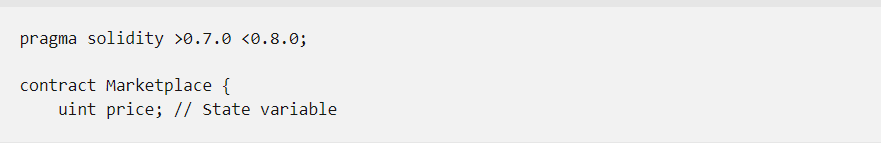 pragma solidity >0.7.0 <0.8.0;
contract Marketplace {
    uint price; // State variable